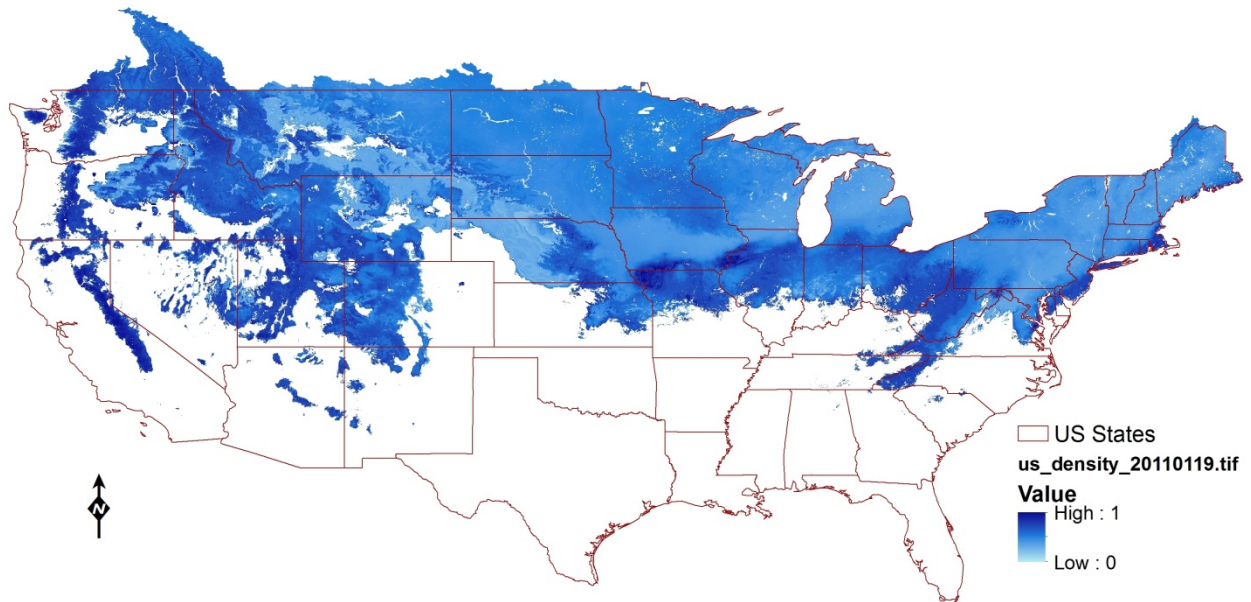 N
US States
us_density_20110119.tif
Value
High : 1
Low : 0